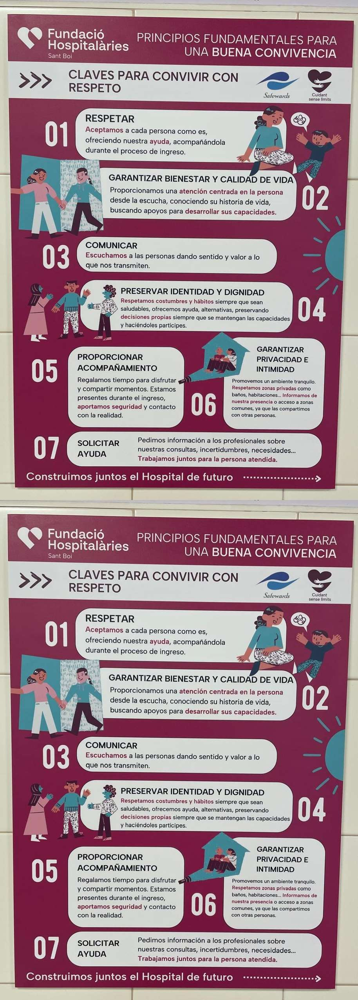 Fundació
Hospitalàries
Sant Boi
PRINCIPIOS FUNDAMENTALES PARA
UNA BUENA CONVIVENCIA
CLAVES PARA CONVIVIR CON
RESPETO
Safewards
Cuidant
sense límits
01
RESPETAR
Aceptamos a cada persona como es,
ofreciendo nuestra ayuda, acompañándola
durante el proceso de ingreso.
GARANTIZAR BIENESTAR Y CALIDAD DE VIDA
Proporcionamos una atención centrada en la persona
desde la escucha, conociendo su historia de vida,
buscando apoyos para desarrollar sus capacidades.
02
03
COMUNICAR
Escuchamos a las personas dando sentido y valor a lo
que nos transmiten.
PRESERVAR IDENTIDAD Y DIGNIDAD
Respetamos costumbres y hábitos siempre que sean
saludables, ofrecemos ayuda, alternativas, preservando
decisiones propias siempre que se mantengan las capacidades
y haciéndoles partícipes.
04
05
PROPORCIONAR
ACOMPAÑAMIENTO
Regalamos tiempo para disfrutar
y compartir momentos. Estamos
presentes durante el ingreso,
aportamos seguridad y contacto
con la realidad.
06
GARANTIZAR
PRIVACIDAD E
INTIMIDAD
Promovemos un ambiente tranquilo.
Respetamos zonas privadas como
baños, habitaciones... Informamos de
nuestra presencia o acceso a zonas
comunes, ya que las compartimos
con otras personas.
07
SOLICITAR
AYUDA
Pedimos información a los profesionales sobre
nuestras consultas, incertidumbres, necesidades...
Trabajamos juntos para la persona atendida.
Construimos juntos el Hospital de futuro
Fundació
Hospitalàries
Sant Boi
PRINCIPIOS FUNDAMENTALES PARA
UNA BUENA CONVIVENCIA
CLAVES PARA CONVIVIR CON
RESPETO
Safewards
Cuidant
sense límits
01
RESPETAR
Aceptamos a cada persona como es,
ofreciendo nuestra ayuda, acompañándola
durante el proceso de ingreso.
GARANTIZAR BIENESTAR Y CALIDAD DE VIDA
Proporcionamos una atención centrada en la persona
desde la escucha, conociendo su historia de vida,
buscando apoyos para desarrollar sus capacidades.
02
03
COMUNICAR
Escuchamos a las personas dando sentido y valor a lo
que nos transmiten.
PRESERVAR IDENTIDAD Y DIGNIDAD
Respetamos costumbres y hábitos siempre que sean
saludables, ofrecemos ayuda, alternativas, preservando
decisiones propias siempre que se mantengan las capacidades
y haciéndoles partícipes.
04
05
PROPORCIONAR
ACOMPAÑAMIENTO
Regalamos tiempo para disfrutar
y compartir momentos. Estamos
presentes durante el ingreso,
aportamos seguridad y contacto
con la realidad.
06
GARANTIZAR
PRIVACIDAD E
INTIMIDAD
Promovemos un ambiente tranquilo.
Respetamos zonas privadas como
baños, habitaciones... Informamos de
nuestra presencia o acceso a zonas
comunes, ya que las compartimos
con otras personas.
07
SOLICITAR
AYUDA
Pedimos información a los profesionales sobre
nuestras consultas, incertidumbres, necesidades...
Trabajamos juntos para la persona atendida.
Construimos juntos el Hospital de futuro